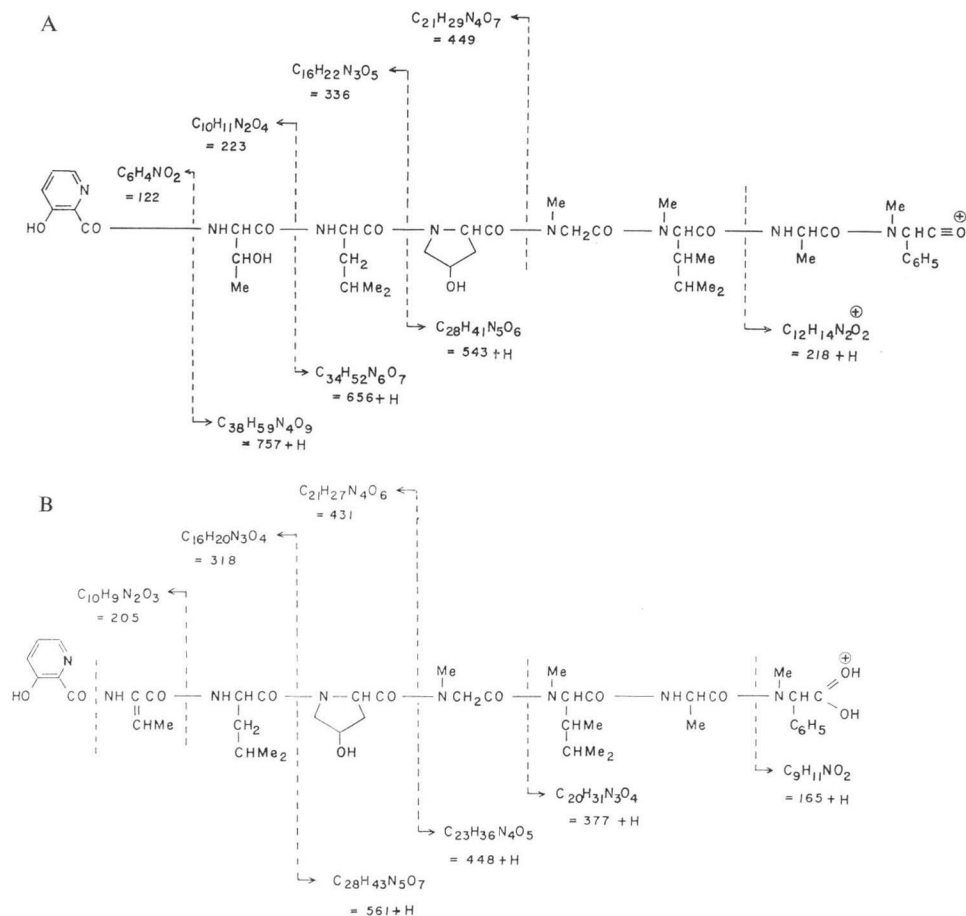 A
C21H29N4O7
= 449
C16H22N3O5
= 336
C10H11N2O4
= 223
C6H4NO2
= 122
N
HO
CO
NHCHCO
CHOH
Me
NHCHCO
CH2
CHMe2
N
CHCO
OH
Me
NCH2CO
Me
NCHCO
CHMe
CHMe2
NHCHCO
Me
Me
NCHC≡O
⊕
C6H5
C12H14N2O2
⊕
= 218 + H
C28H41N5O6
= 543 + H
C34H52N6O7
= 656 + H
C38H59N4O9
= 757 + H
B
C21H27N4O6
= 431
C16H20N3O4
= 318
C10H9N2O3
= 205
N
HO
CO
NHCCO
CHMe
NHCHCO
CH2
CHMe2
N
CHCO
OH
Me
NCH2CO
Me
NCHCO
CHMe
CHMe2
NHCHCO
Me
Me
NCHC
⊕
OH
OH
C6H5
C9H11NO2
= 165 + H
C20H31N3O4
= 377 + H
C23H36N4O5
= 448 + H
C28H43N5O7
= 561 + H